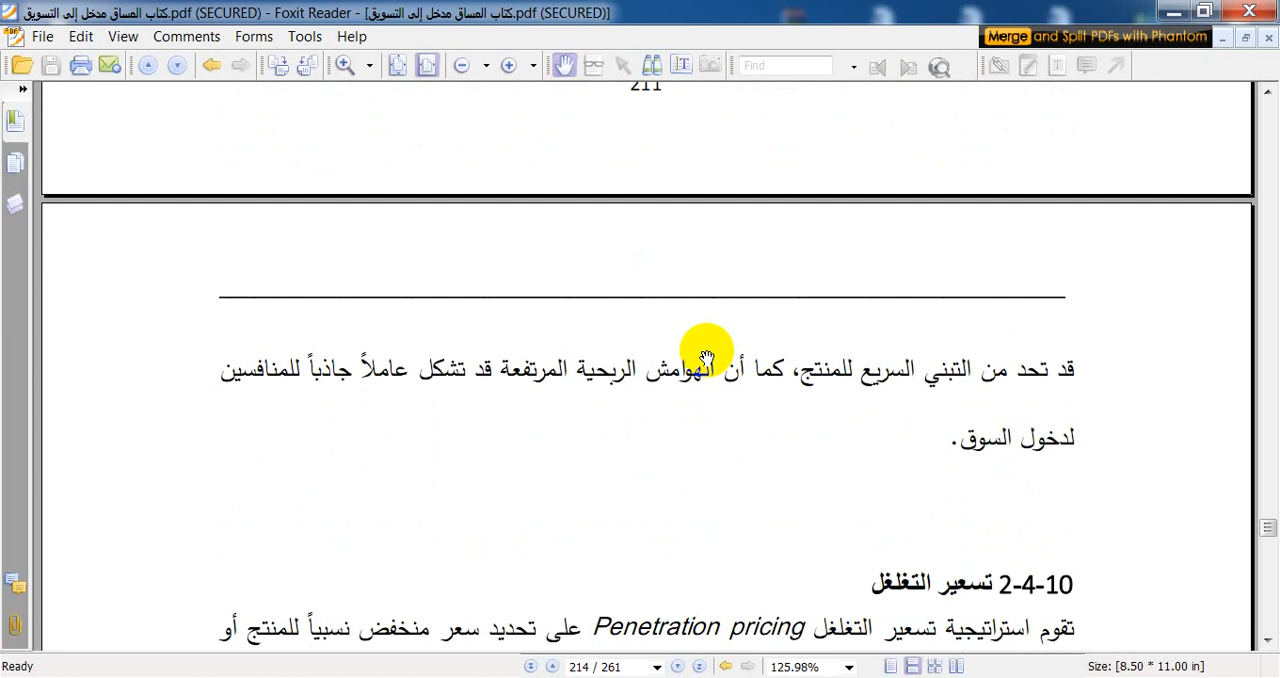 كتاب المساق مدخل إلى التسويق.pdf (SECURED) - Foxit Reader - [كتاب المساق مدخل إلى التسويق.pdf (SECURED)]
File Edit View Comments Forms Tools Help
Merge and Split PDFs with Phantom
Find
211
قد تحد من التبني السريع للمنتج، كما أن الهوامش الربحية المرتفعة قد تشكل عاملاً جاذباً للمنافسين
لدخول السوق.
2-4-10 تسعير التغلغل
تقوم استراتيجية تسعير التغلغل Penetration pricing على تحديد سعر منخفض نسبياً للمنتج أو
Ready 214 / 261 125.98% Size: [8.50 * 11.00 in]